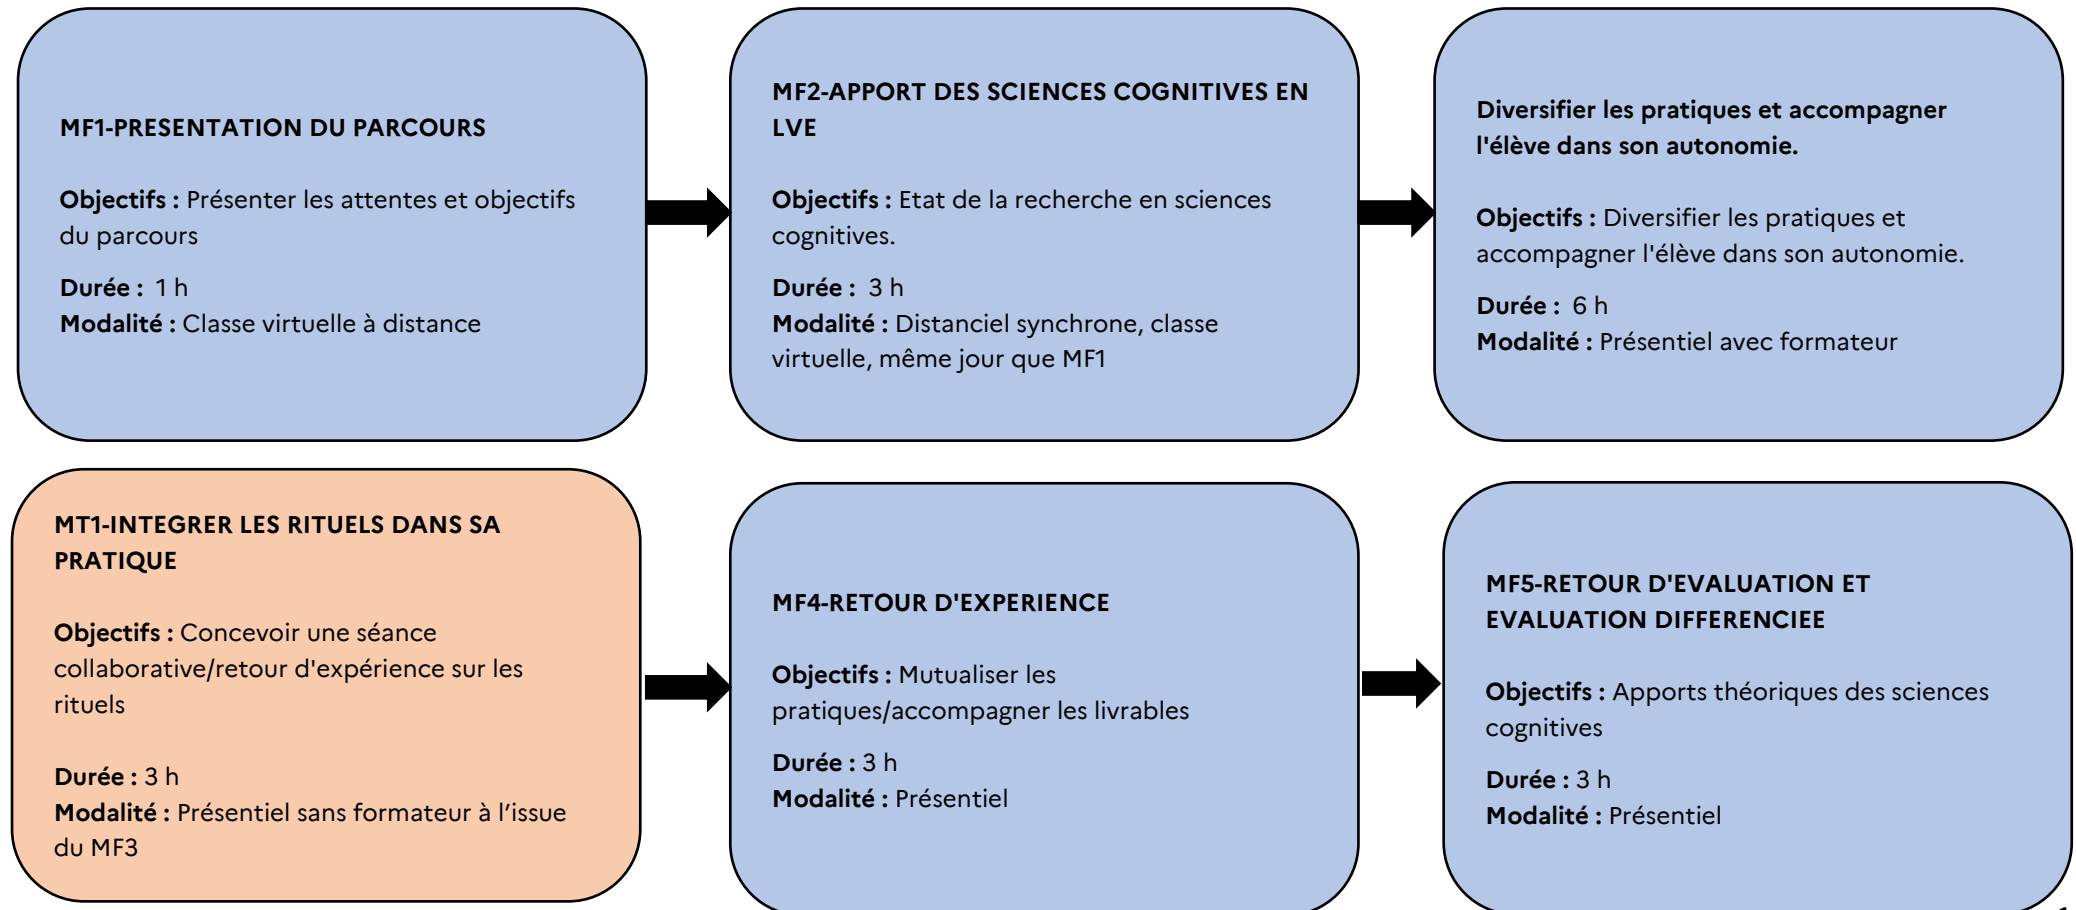 MF1-PRESENTATION DU PARCOURS
Objectifs : Présenter les attentes et objectifs
du parcours
Durée : 1 h
Modalité : Classe virtuelle à distance
MF2-APPORT DES SCIENCES COGNITIVES EN
LVE
Objectifs : Etat de la recherche en sciences
cognitives.
Durée : 3 h
Modalité : Distanciel synchrone, classe
virtuelle, même jour que MF1
Diversifier les pratiques et accompagner
l'élève dans son autonomie.
Objectifs : Diversifier les pratiques et
accompagner l'élève dans son autonomie.
Durée : 6 h
Modalité : Présentiel avec formateur
MT1-INTEGRER LES RITUELS DANS SA
PRATIQUE
Objectifs : Concevoir une séance
collaborative/retour d'expérience sur les
rituels
Durée : 3 h
Modalité : Présentiel sans formateur à l’issue
du MF3
MF4-RETOUR D'EXPERIENCE
Objectifs : Mutualiser les
pratiques/accompagner les livrables
Durée : 3 h
Modalité : Présentiel
MF5-RETOUR D'EVALUATION ET
EVALUATION DIFFERENCIEE
Objectifs : Apports théoriques des sciences
cognitives
Durée : 3 h
Modalité : Présentiel